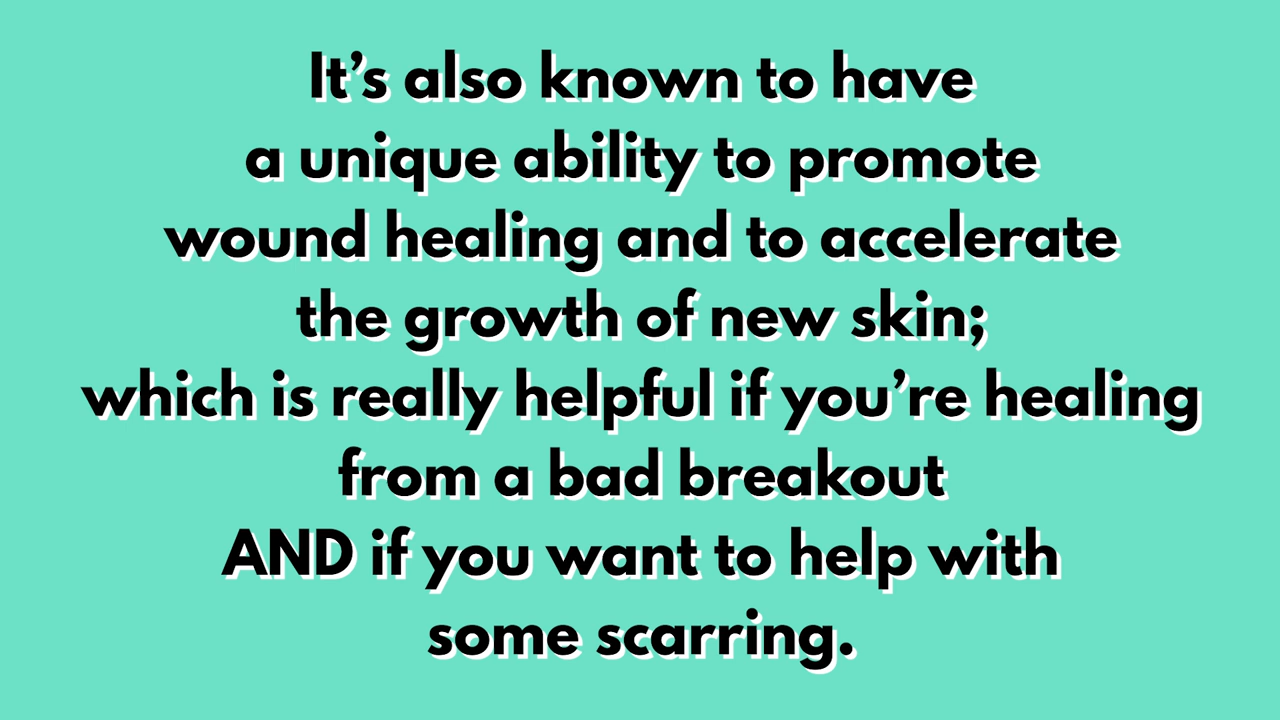 It’s also known to have
a unique ability to promote
wound healing and to accelerate
the growth of new skin;
which is really helpful if you’re healing
from a bad breakout
AND if you want to help with
some scarring.